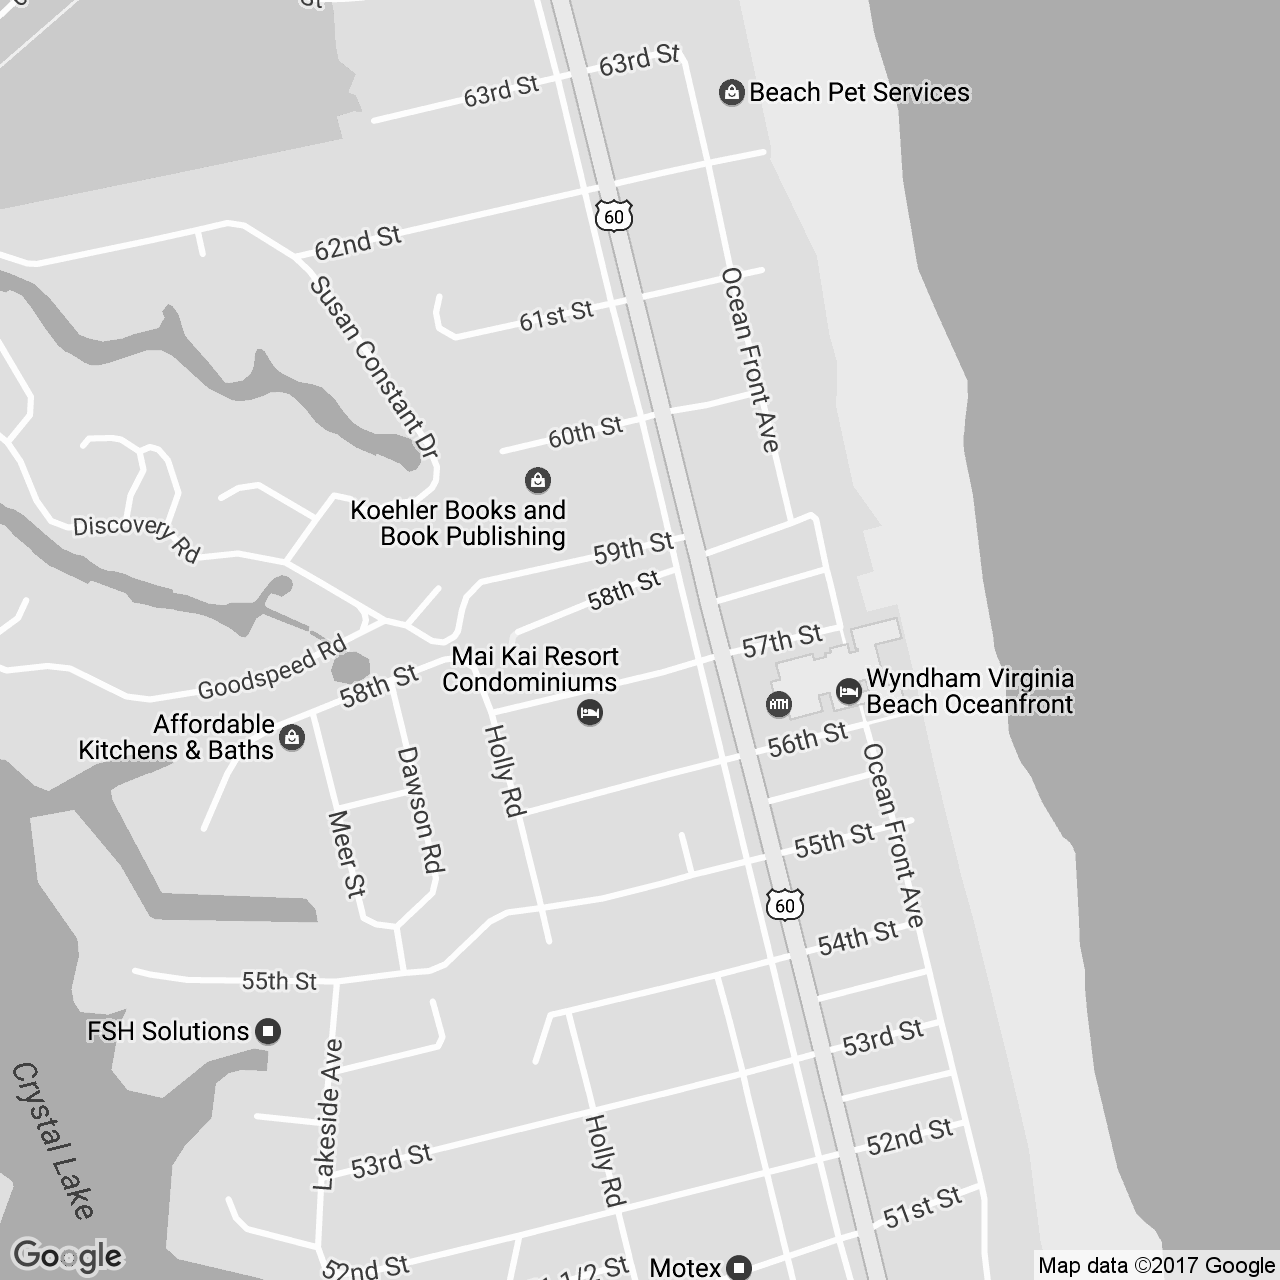 63rd St
63rd St
Beach Pet Services
60
62nd St
Susan Constant Dr
61st St
Ocean Front Ave
60th St
Koehler Books and
Book Publishing
Discovery Rd
59th St
58th St
57th St
Goodspeed Rd
Mai Kai Resort
Condominiums
58th St
Wyndham Virginia
Beach Oceanfront
ATM
Affordable
Kitchens & Baths
56th St
Holly Rd
Dawson Rd
Meer St
Ocean Front Ave
55th St
60
54th St
55th St
FSH Solutions
53rd St
Lakeside Ave
Crystal Lake
Holly Rd
52nd St
53rd St
51st St
52nd St
1/2 St
Motex
Google
Map data ©2017 Google